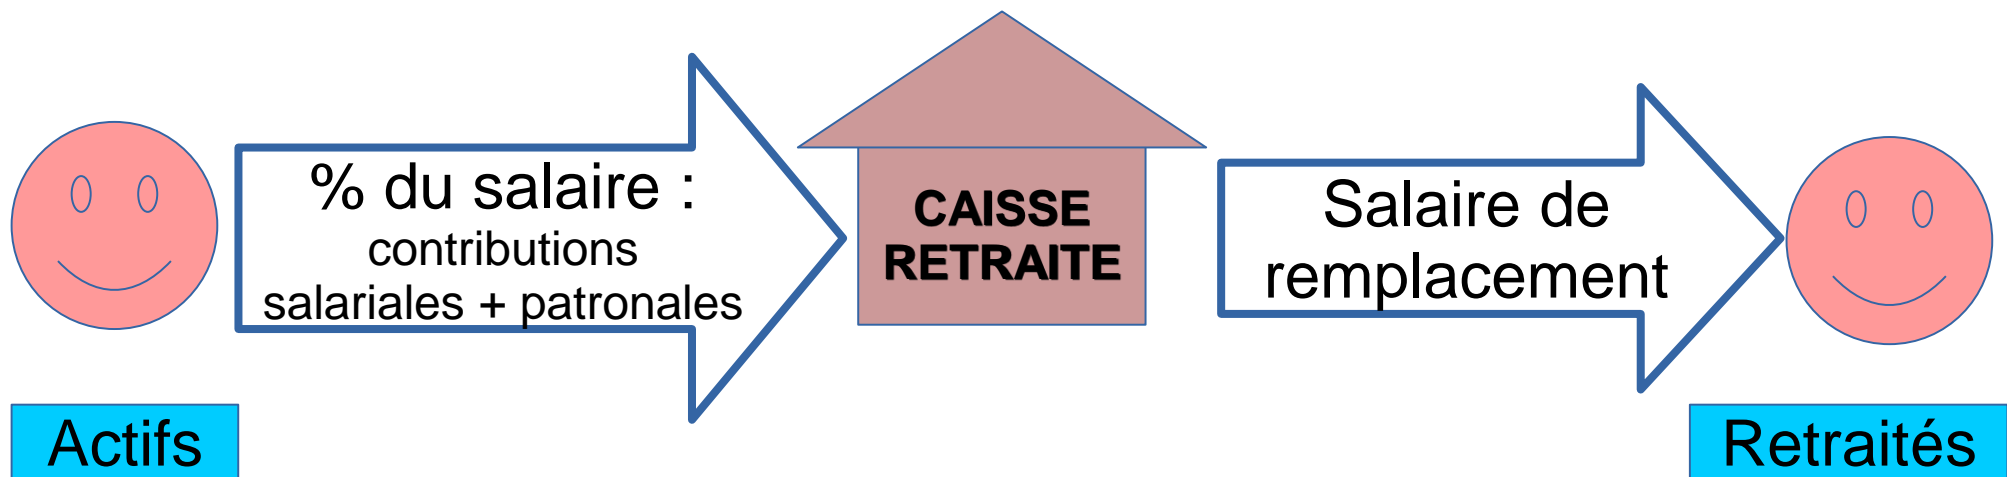 % du salaire :
contributions
salariales + patronales
CAISSE
RETRAITE
Salaire de
remplacement
Actifs
Retraités